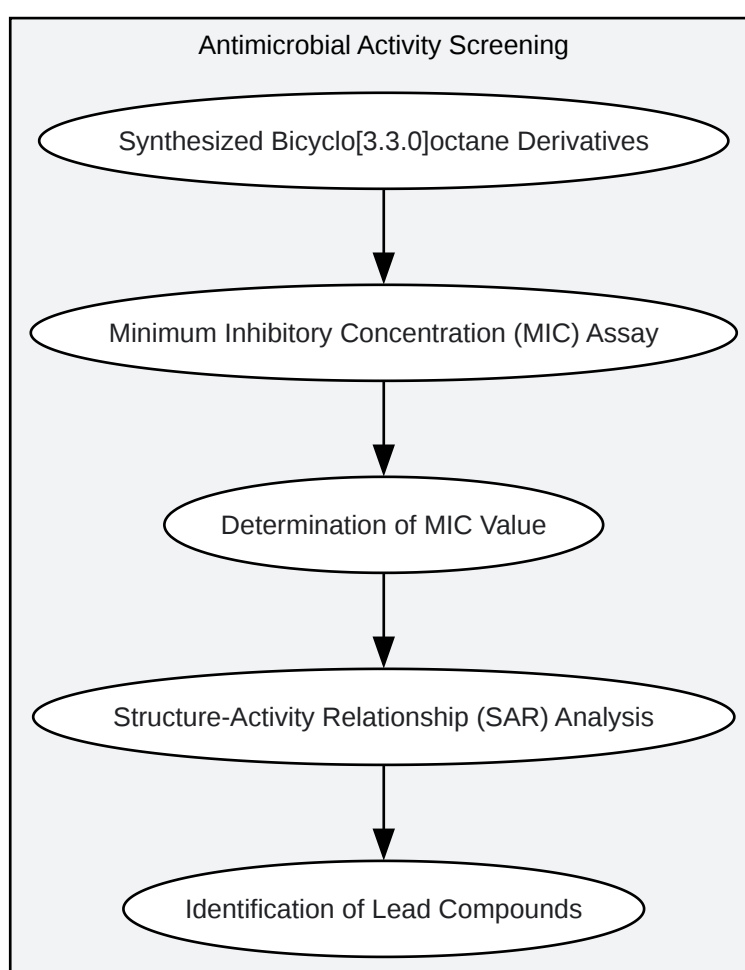 Antimicrobial Activity Screening
Synthesized Bicyclo[3.3.0]octane Derivatives
Minimum Inhibitory Concentration (MIC) Assay
Determination of MIC Value
Structure-Activity Relationship (SAR) Analysis
Identification of Lead Compounds